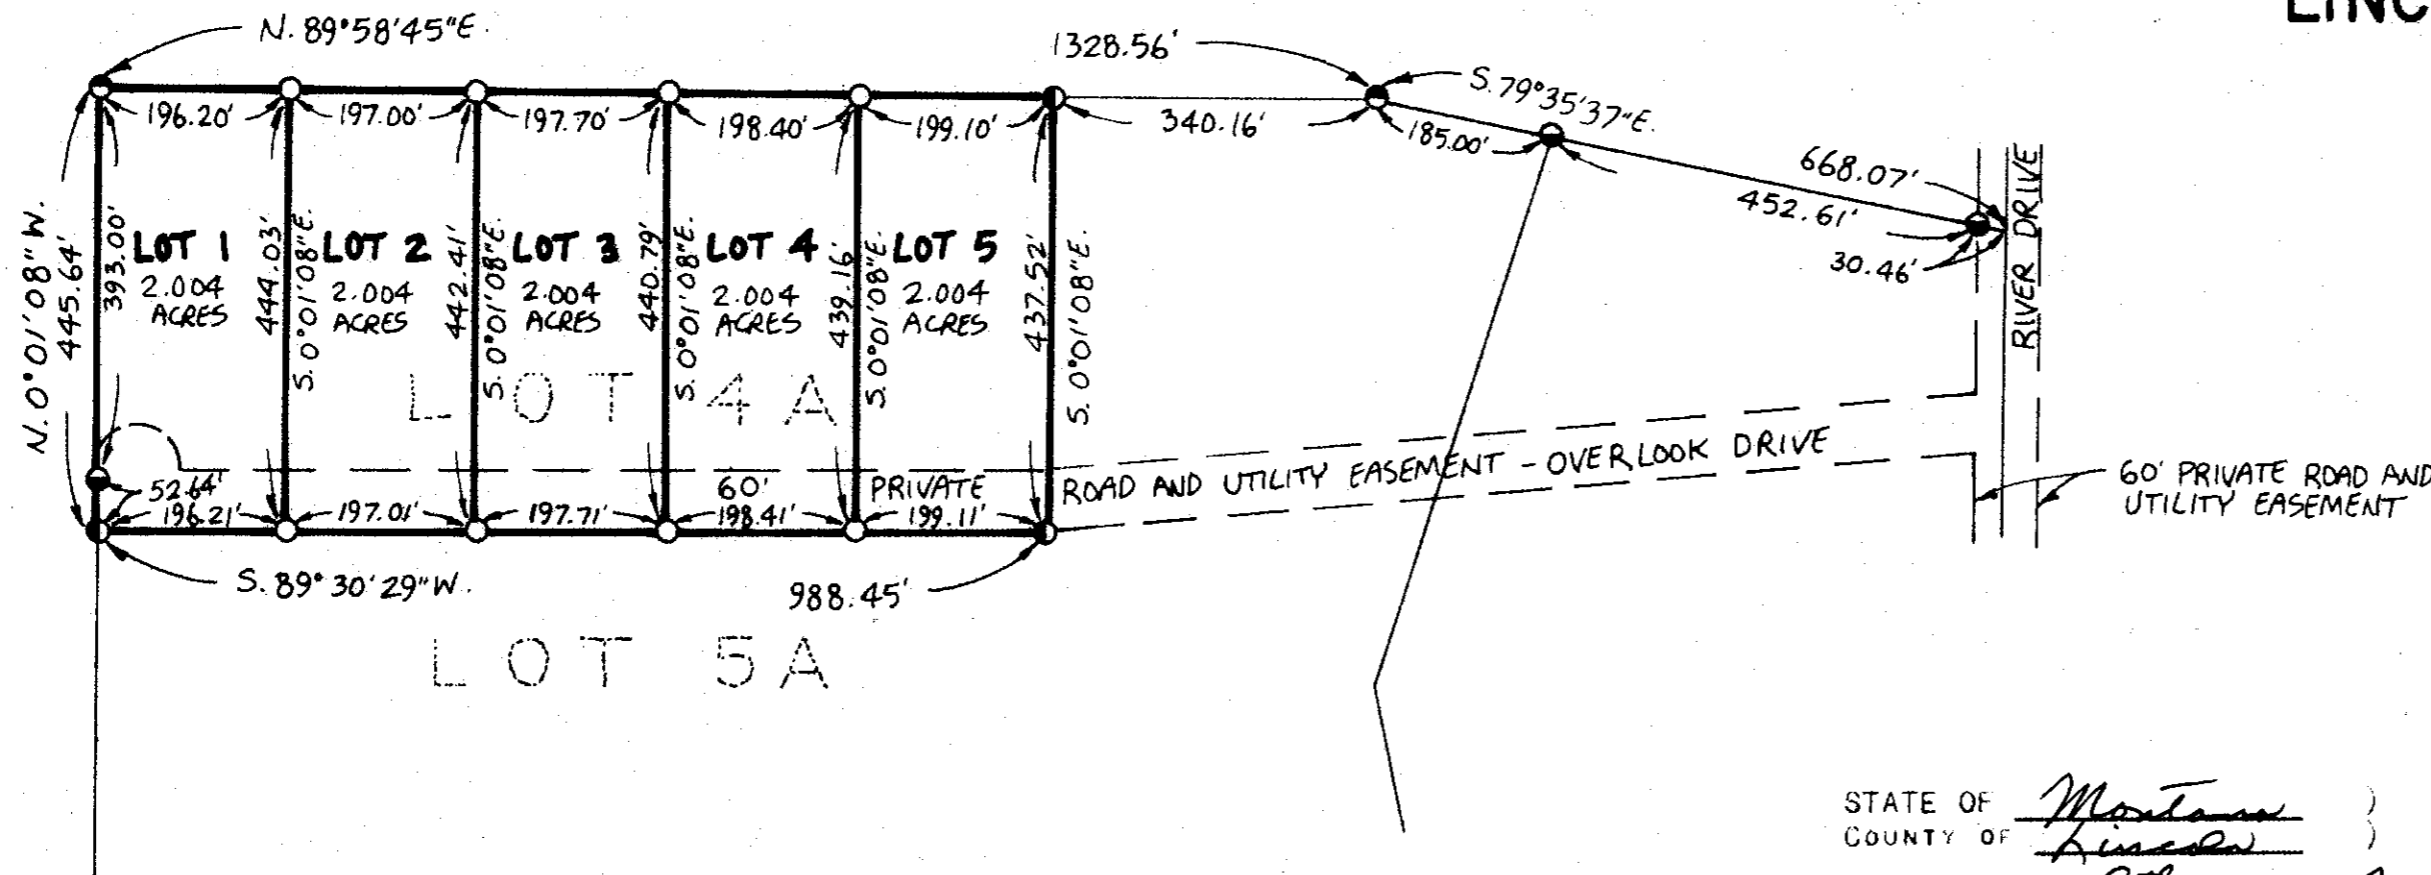 LINC
N. 89°58'45"E.
1328.56'
S. 79°35'37"E.
196.20'
197.00'
197.70'
198.40'
199.10'
340.16'
185.00'
668.07'
452.61'
30.46'
RIVER DRIVE
N. 0°01'08" W.
445.64'
393.00'
LOT 1
2.004
ACRES
444.03'
S. 0°01'08"E.
LOT 2
2.004
ACRES
442.41'
S. 0°01'08"E.
LOT 3
2.004
ACRES
440.79'
S. 0°01'08"E.
LOT 4
2.004
ACRES
439.16'
S. 0°01'08"E.
LOT 5
2.004
ACRES
437.52'
S. 0°01'08"E.
LOT 4A
60' PRIVATE ROAD AND UTILITY EASEMENT - OVERLOOK DRIVE
60' PRIVATE ROAD AND
UTILITY EASEMENT
52.64'
196.21'
197.01'
197.71'
198.41'
199.11'
S. 89°30'29"W.
988.45'
LOT 5A
STATE OF Montana )
COUNTY OF Lincoln )